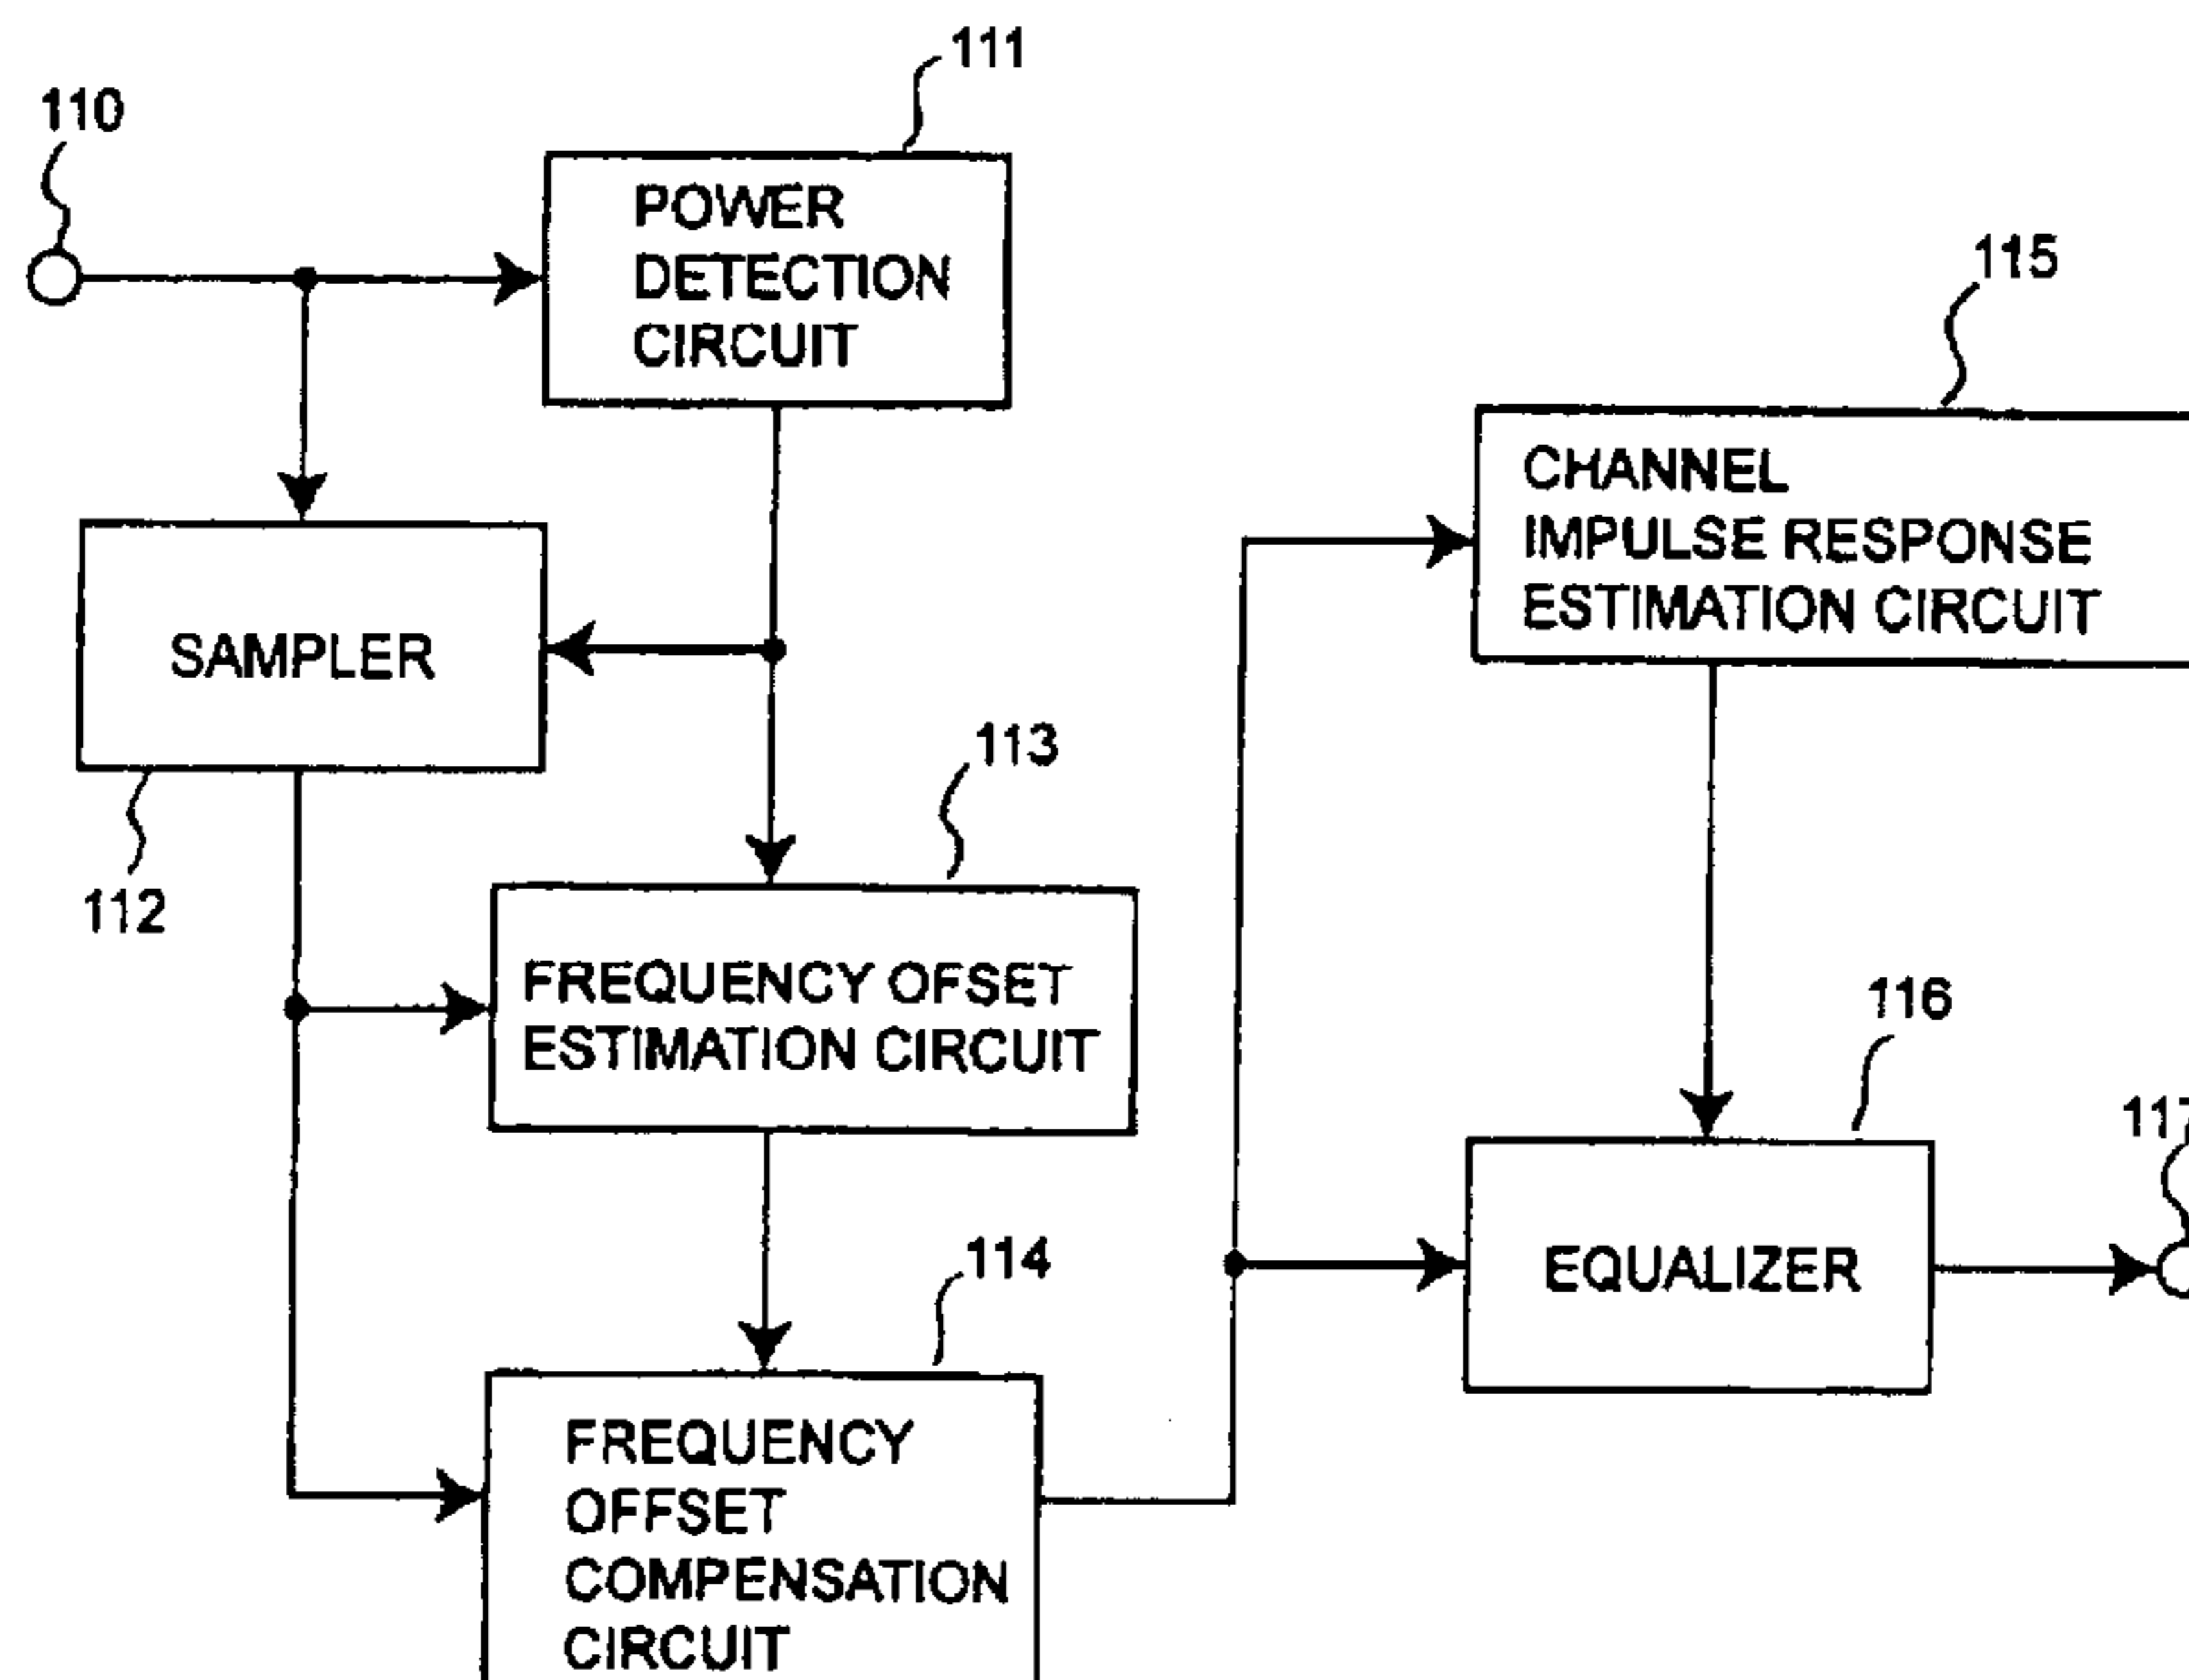 111
110
POWER
DETECTION
CIRCUIT
115
CHANNEL
IMPULSE RESPONSE
ESTIMATION CIRCUIT
SAMPLER
113
112
FREQUENCY OFSET
ESTIMATION CIRCUIT
116
117
114
EQUALIZER
FREQUENCY
OFFSET
COMPENSATION
CIRCUIT